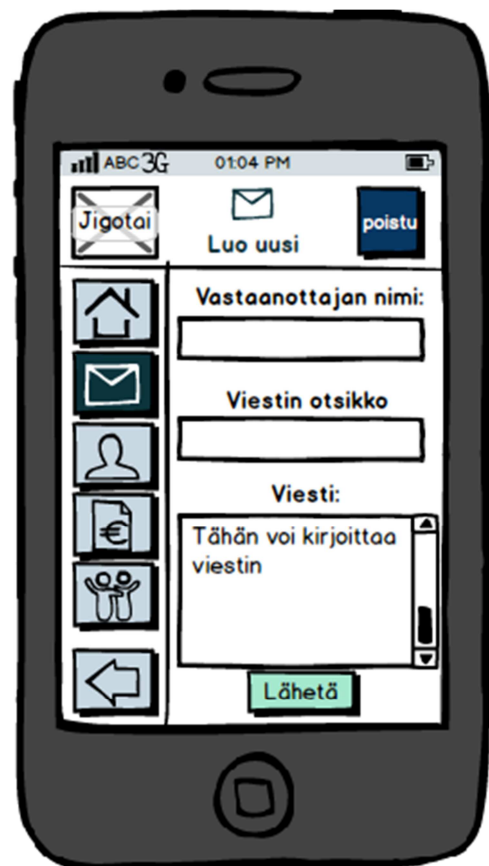 ABC 3G 01:04 PM
Jigotai
Luo uusi
poistu
Vastaanottajan nimi:
Viestin otsikko
Viesti:
Tähän voi kirjoittaa
viestin
€
Lähetä